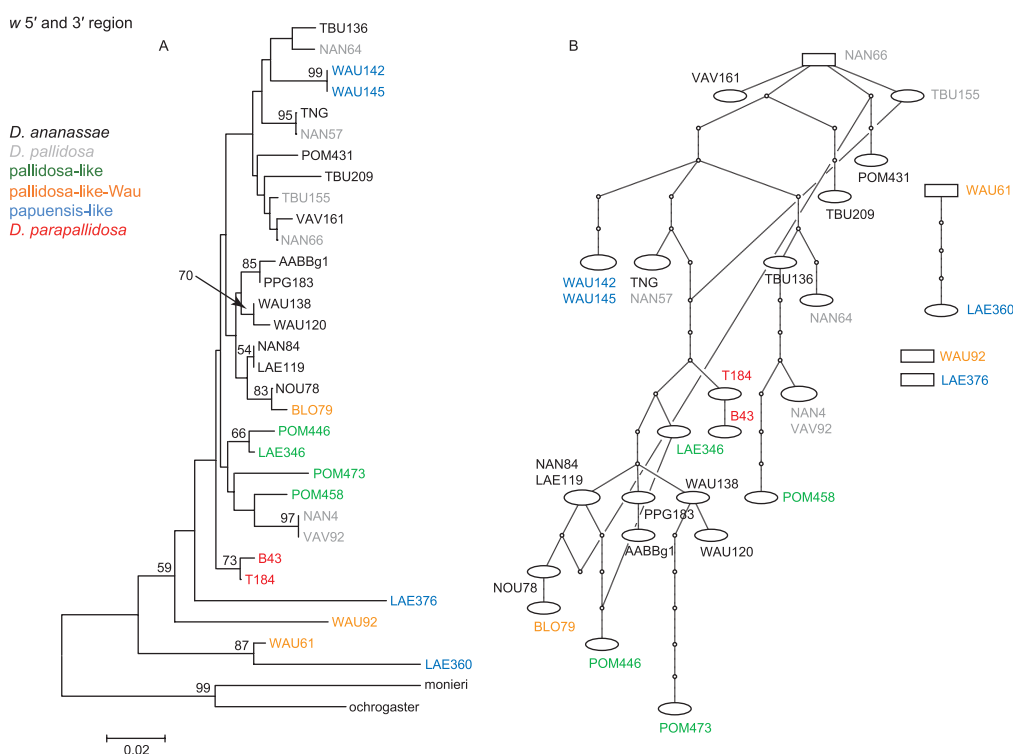 w 5′ and 3′ region
A
B
D. ananassae
D. pallidosa
pallidosa-like
pallidosa-like-Wau
papuensis-like
D. parapallidosa
TBU136
NAN64
99
WAU142
WAU145
95
TNG
NAN57
POM431
TBU209
TBU155
VAV161
NAN66
85
AABBg1
PPG183
70
WAU138
WAU120
54
NAN84
LAE119
83
NOU78
BLO79
66
POM446
LAE346
POM473
POM458
97
NAN4
VAV92
73
B43
T184
LAE376
59
WAU92
87
WAU61
LAE360
99
monieri
ochrogaster
0.02
NAN66
VAV161
TBU155
POM431
TBU209
WAU61
WAU142
WAU145
TNG
NAN57
TBU136
NAN64
LAE360
WAU92
LAE376
T184
B43
NAN4
VAV92
LAE346
NAN84
LAE119
WAU138
POM458
PPG183
AABBg1
WAU120
NOU78
BLO79
POM446
POM473